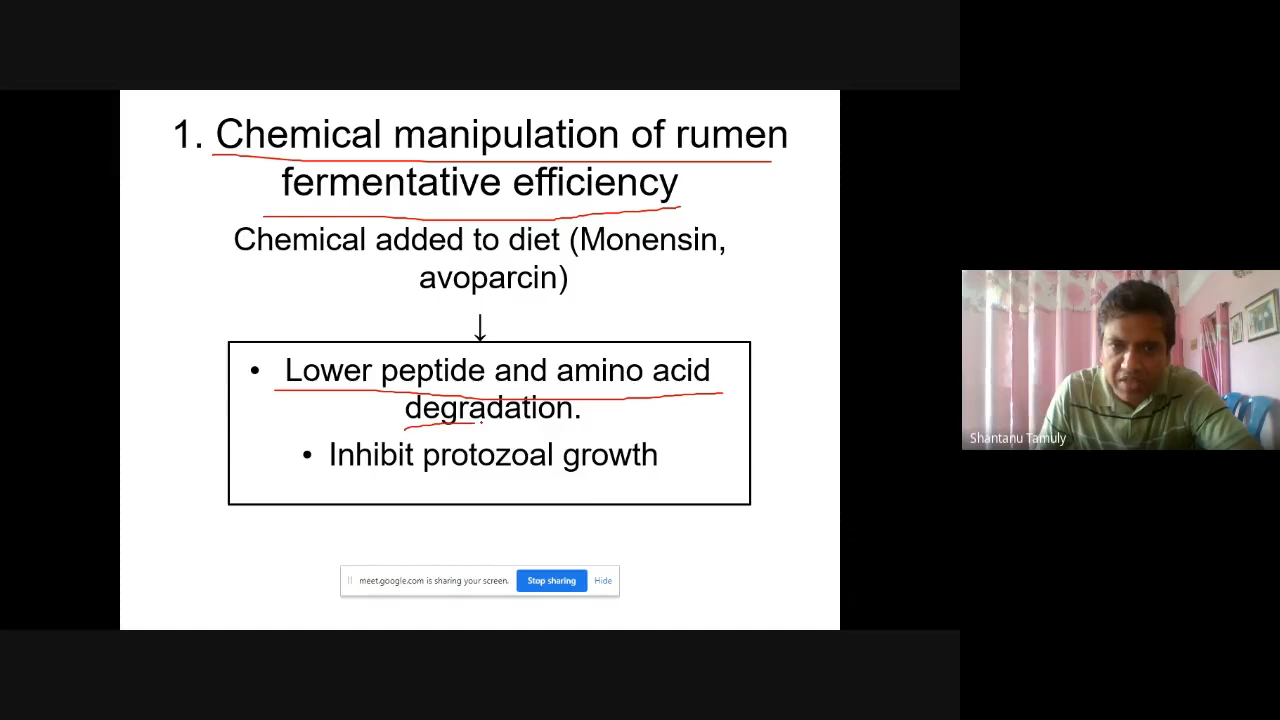 1. Chemical manipulation of rumen
fermentative efficiency
Chemical added to diet (Monensin,
avoparcin)
↓
• Lower peptide and amino acid
degradation.
• Inhibit protozoal growth
meet.google.com is sharing your screen. Stop sharing Hide
Shantanu Tamuly